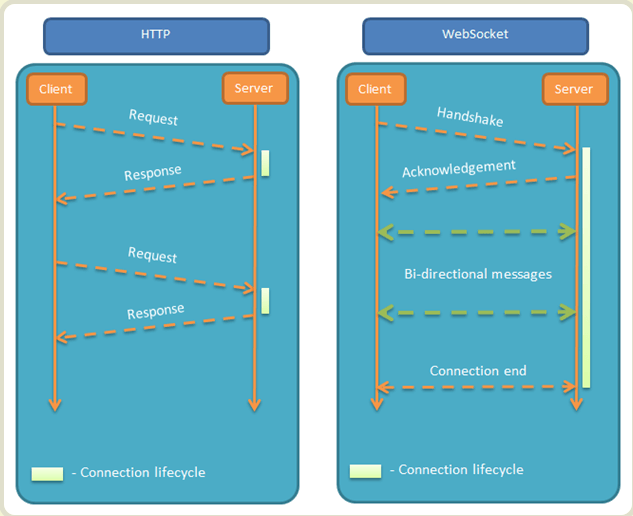 HTTP
Client
Server
Request
Response
Request
Response
- Connection lifecycle
WebSocket
Client
Server
Handshake
Acknowledgement
Bi-directional messages
Connection end
- Connection lifecycle